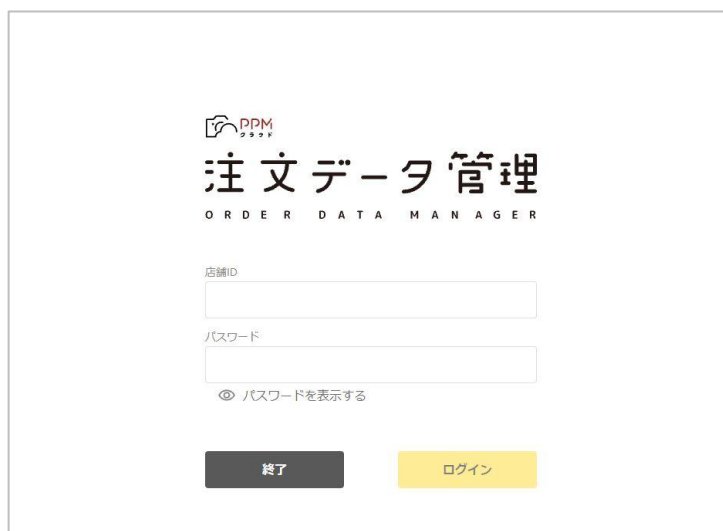 PPM
クラウド
注文データ管理
ORDER DATA MANAGER
店舗ID
パスワード
パスワードを表示する
終了
ログイン